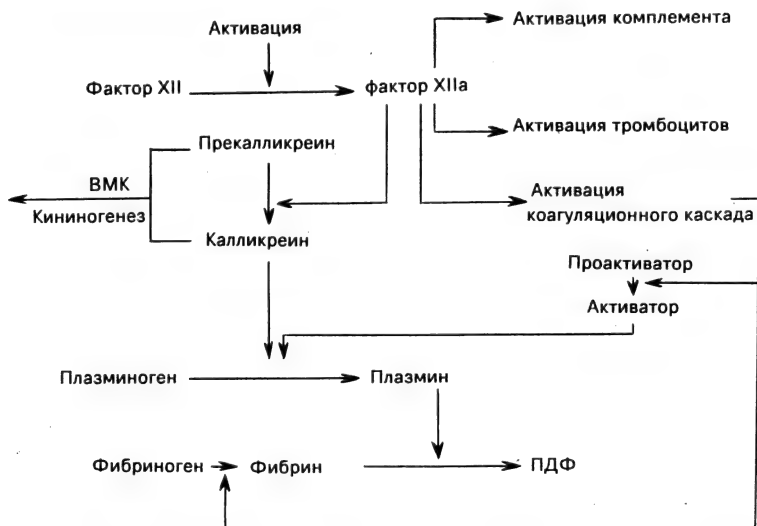 Активация
Активация комплемента
Фактор XII
фактор XIIа
Активация тромбоцитов
Прекалликреин
ВМК
Кининогенез
Активация
коагуляционного каскада
Калликреин
Проактиватор
Активатор
Плазминоген
Плазмин
Фибриноген
Фибрин
ПДФ